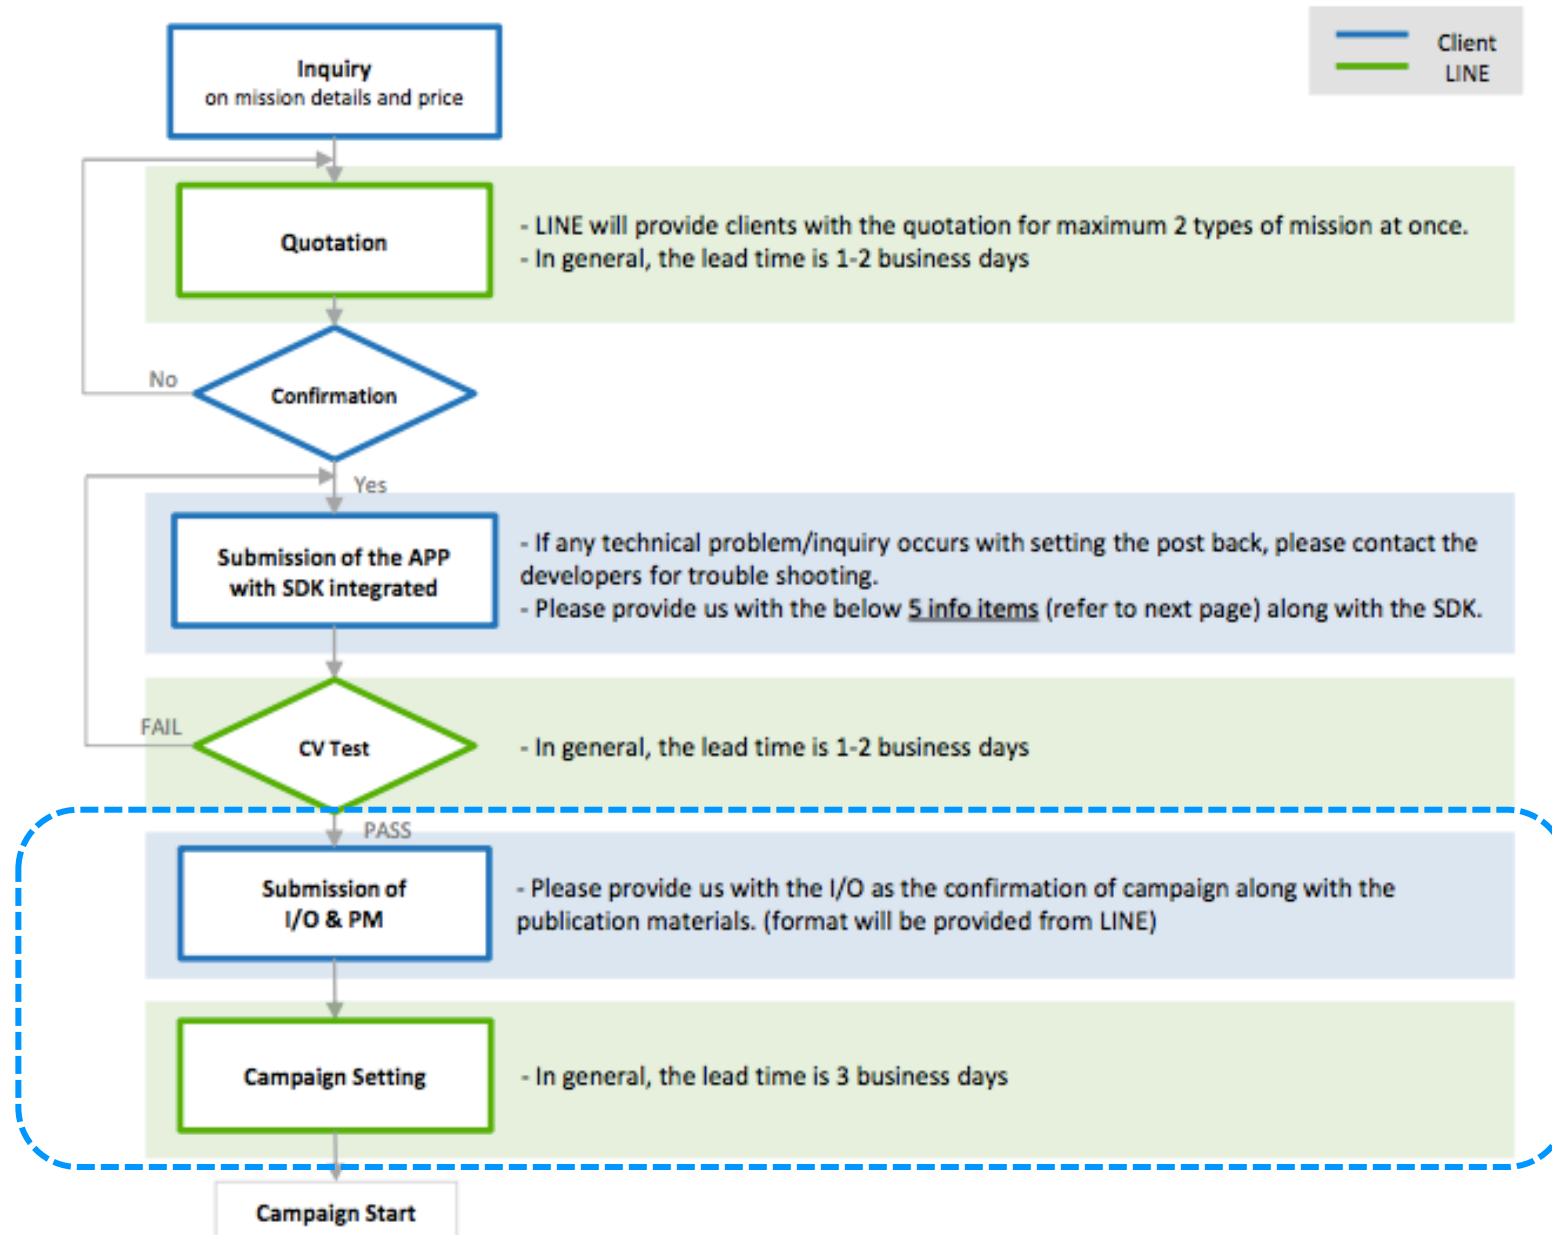 Client
LINE
Inquiry
on mission details and price
Quotation
- LINE will provide clients with the quotation for maximum 2 types of mission at once.
- In general, the lead time is 1-2 business days
No
Confirmation
Yes
Submission of the APP
with SDK integrated
- If any technical problem/inquiry occurs with setting the post back, please contact the
developers for trouble shooting.
- Please provide us with the below 5 info items (refer to next page) along with the SDK.
FAIL
CV Test
- In general, the lead time is 1-2 business days
PASS
Submission of
I/O & PM
- Please provide us with the I/O as the confirmation of campaign along with the
publication materials. (format will be provided from LINE)
Campaign Setting
- In general, the lead time is 3 business days
Campaign Start